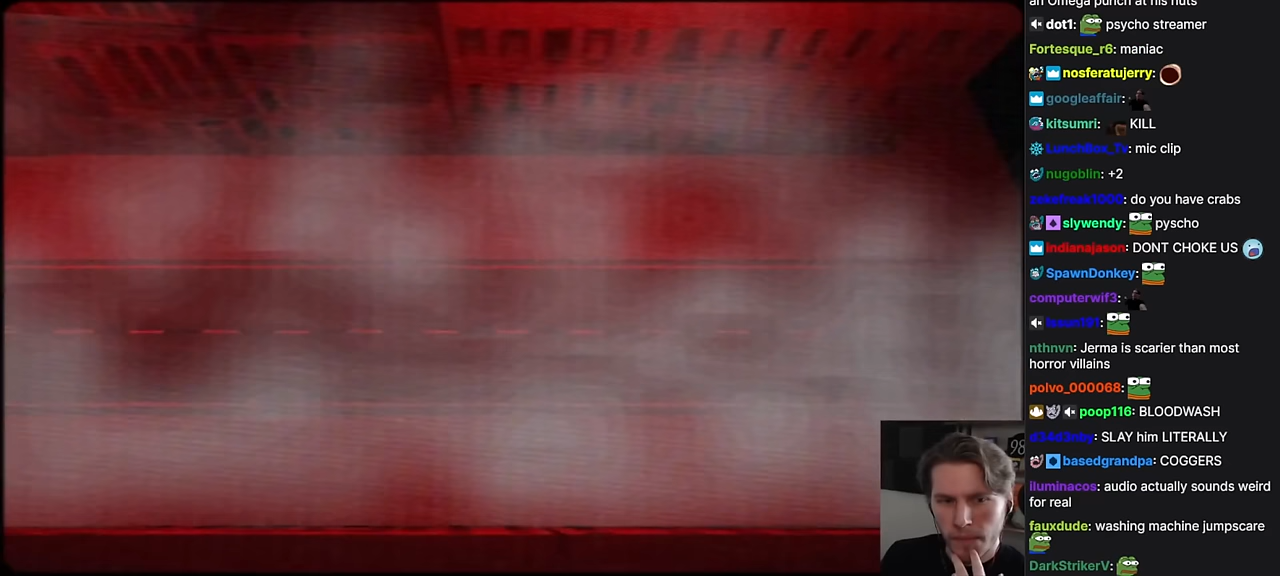 an Omega punch at his nuts
dot1: psycho streamer
Fortesque_r6: maniac
nosferatujerry:
googleaffair:
kitsumri: KILL
LunchBox_Tv: mic clip
nugoblin: +2
zekefreak1000: do you have crabs
slywendy: pyscho
indianajason: DONT CHOKE US
SpawnDonkey:
computerwif3:
nthnvn: Jerma is scarier than most
horror villains
polvo_000068:
poop116: BLOODWASH
: SLAY him LITERALLY
basedgrandpa: COGGERS
iluminacos: audio actually sounds weird
for real
fauxdude: washing machine jumpscare
DarkStrikerV:
98